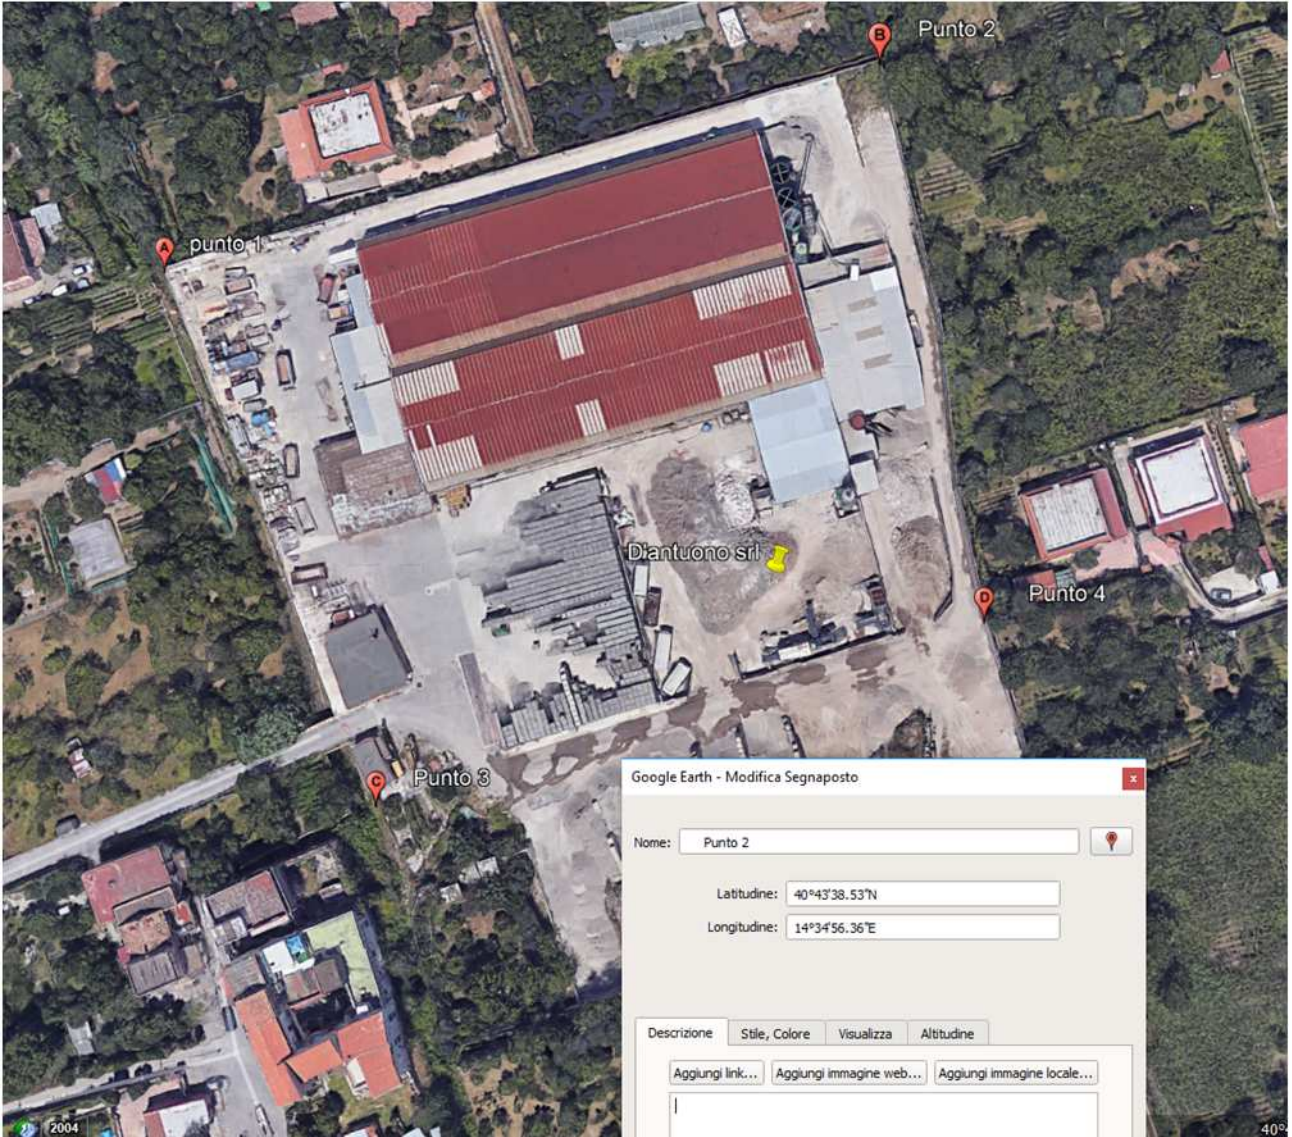 B
Punto 2
A
punto 1
Diantuono srl
D
Punto 4
C
Punto 3
Google Earth - Modifica Segnaposto
x
Nome: Punto 2
Latitudine: 40°43'38.53"N
Longitudine: 14°34'56.36"E
Descrizione Stile, Colore Visualizza Altitudine
Aggiungi link... Aggiungi immagine web... Aggiungi immagine locale...
2004